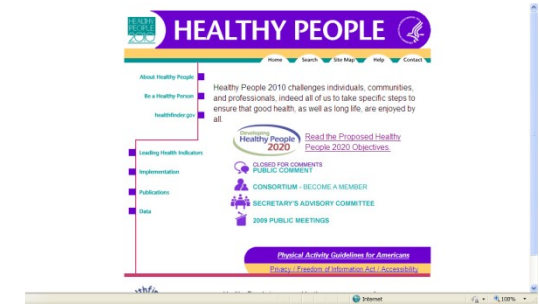 HEALTHY
PEOPLE
2010
HEALTHY PEOPLE
Home Search Site Map Help Contact
About Healthy People
Be a Healthy Person
healthfinder.gov
Leading Health Indicators
Implementation
Publications
Data
Healthy People 2010 challenges individuals, communities,
and professionals, indeed all of us to take specific steps to
ensure that good health, as well as long life, are enjoyed by
all.
Developing
Healthy People
2020
Read the Proposed Healthy
People 2020 Objectives.
CLOSED FOR COMMENTS
PUBLIC COMMENT
CONSORTIUM - BECOME A MEMBER
SECRETARY'S ADVISORY COMMITTEE
2009 PUBLIC MEETINGS
Physical Activity Guidelines for Americans
Privacy / Freedom of Information Act / Accessibility
Internet
100%